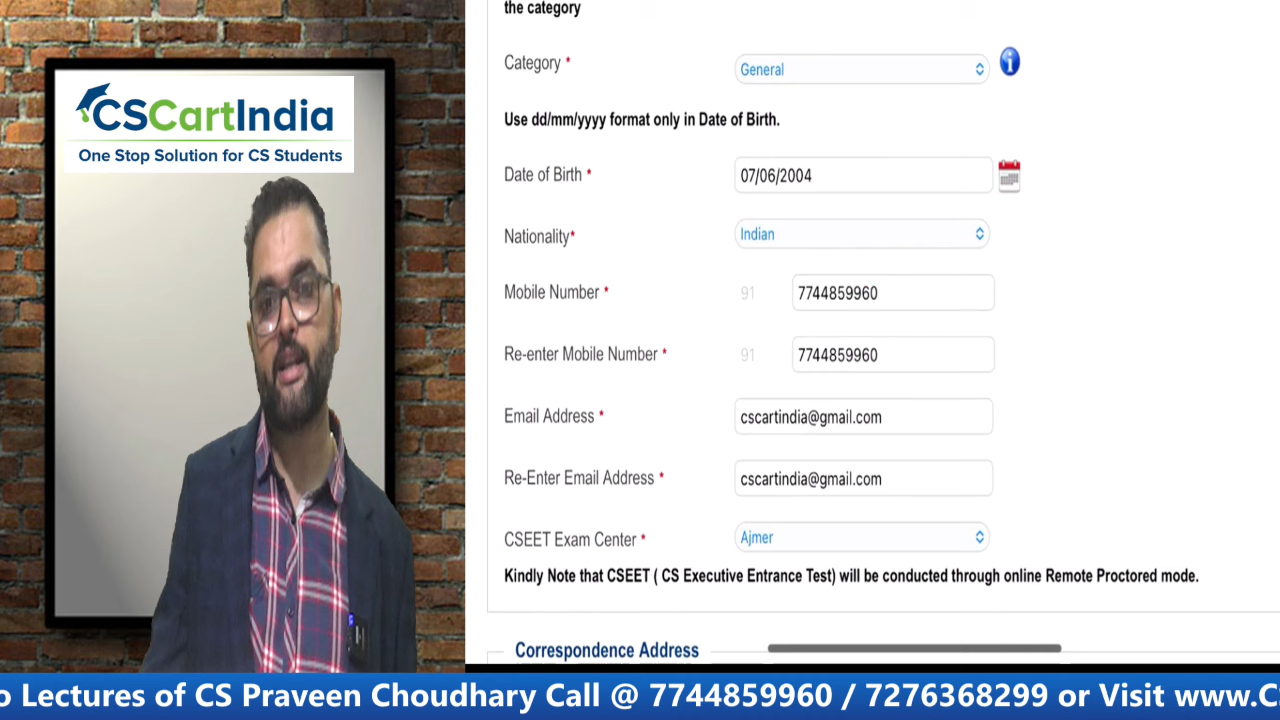 CSCartIndia
One Stop Solution for CS Students
the category
Category *
General
Use dd/mm/yyyy format only in Date of Birth.
Date of Birth *
07/06/2004
Nationality*
Indian
Mobile Number *
91 7744859960
Re-enter Mobile Number *
91 7744859960
Email Address *
cscartindia@gmail.com
Re-Enter Email Address *
cscartindia@gmail.com
CSEET Exam Center *
Ajmer
Kindly Note that CSEET ( CS Executive Entrance Test) will be conducted through online Remote Proctored mode.
Correspondence Address
o Lectures of CS Praveen Choudhary Call @ 7744859960 / 7276368299 or Visit www.C